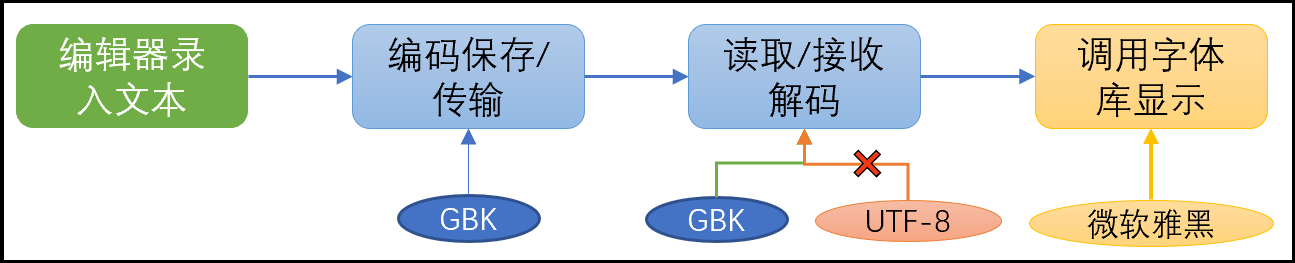 编辑器录
入文本
编码保存/
传输
读取/接收
解码
调用字体
库显示
GBK
GBK
UTF-8
微软雅黑